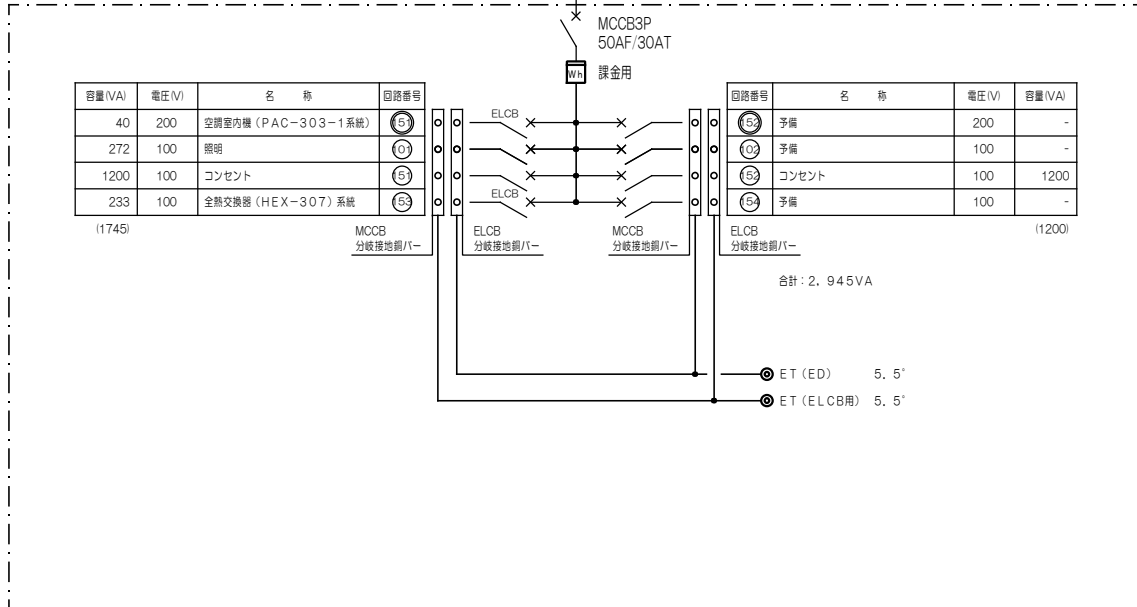 MCCB3P
50AF/30AT
Wh 課金用
容量(VA) 電圧(V) 名 称 回路番号
40 200 空調室内機(PAC-303-1系統) 151
272 100 照明 101
1200 100 コンセント 151
233 100 全熱交換器(HEX-307)系統 153
(1745)
ELCB
ELCB
回路番号 名 称 電圧(V) 容量(VA)
152 予備 200 -
102 予備 100 -
152 コンセント 100 1200
154 予備 100 -
(1200)
MCCB
分岐接地銅バー
ELCB
分岐接地銅バー
MCCB
分岐接地銅バー
ELCB
分岐接地銅バー
合計:2.945VA
ET(ED) 5.5°
ET(ELCB用) 5.5°